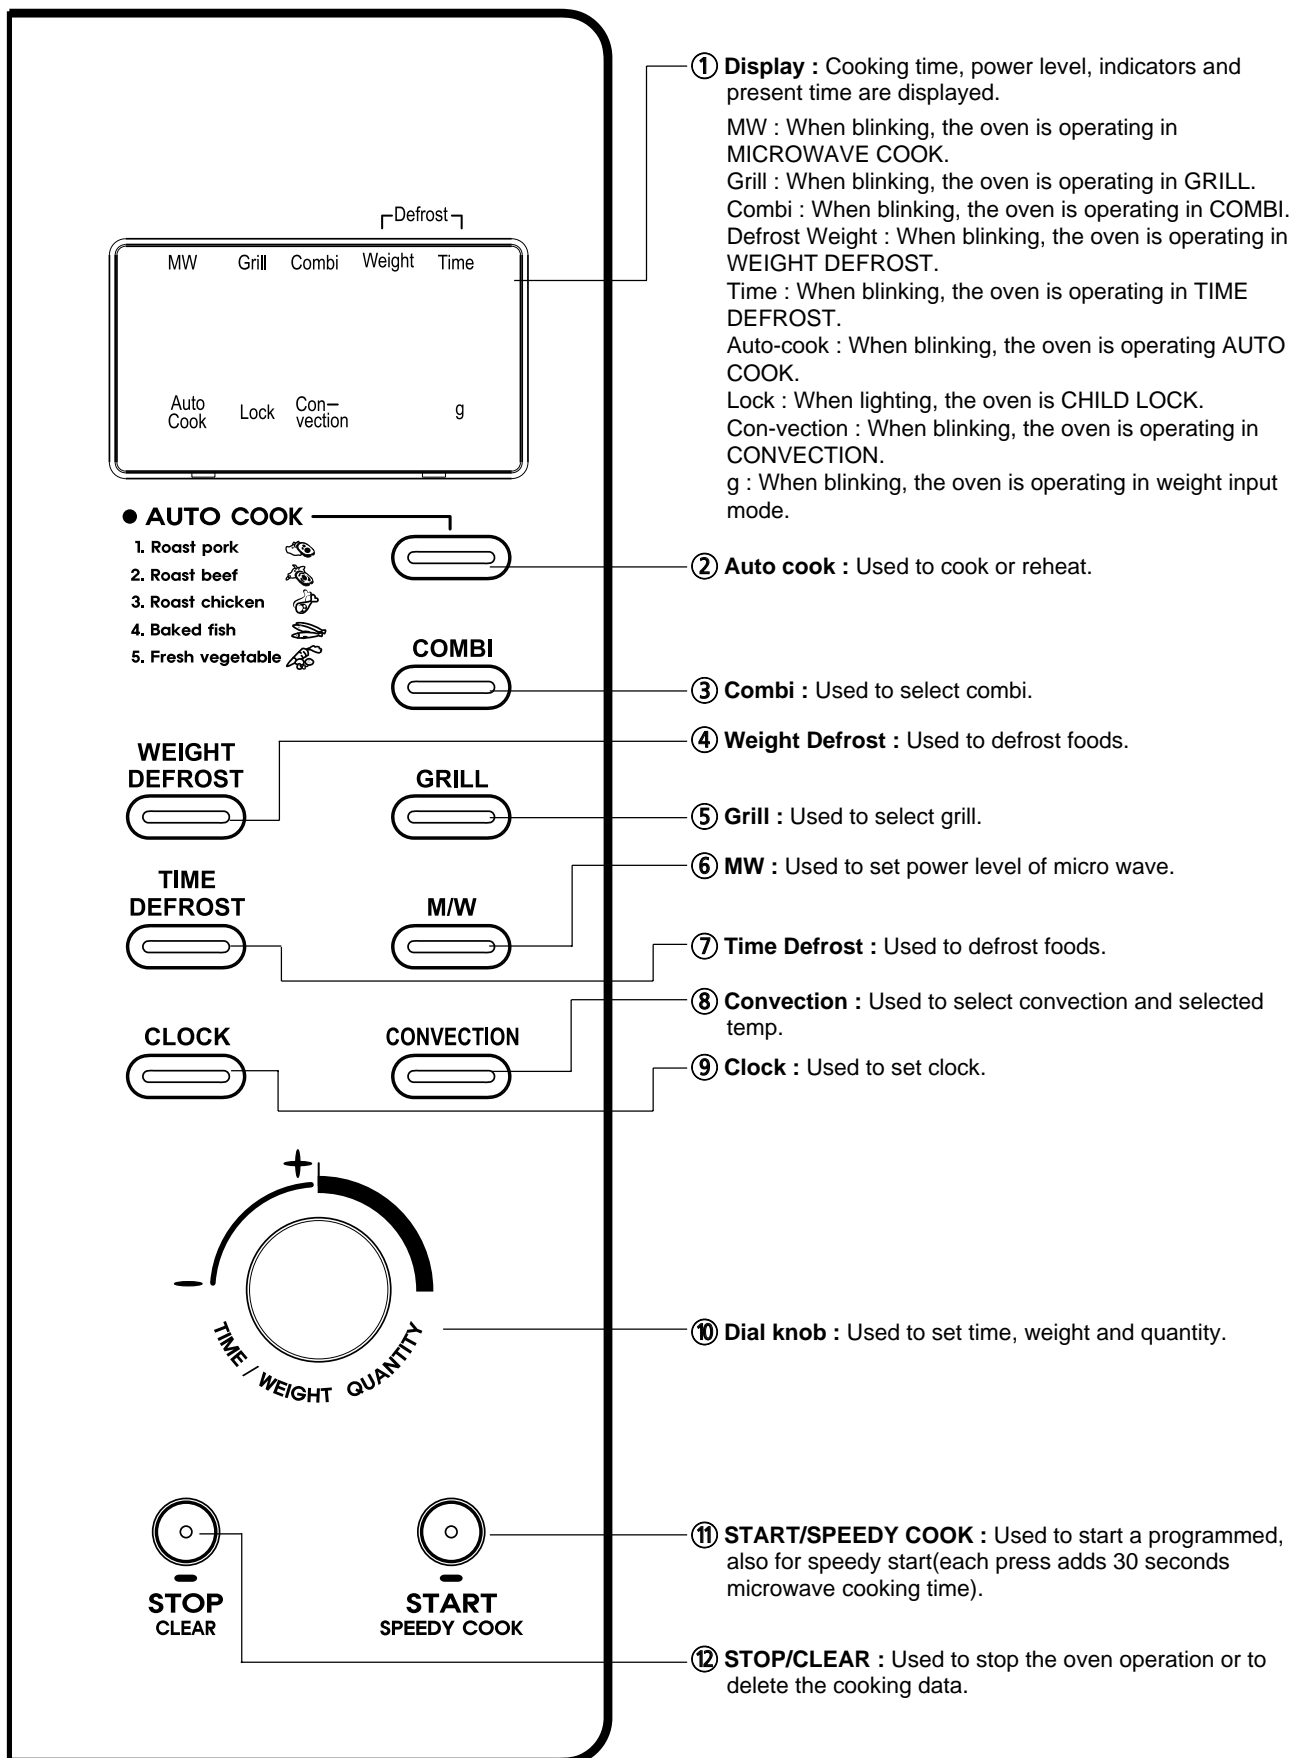 Defrost
MW Grill Combi Weight Time
Auto Cook Lock Con- vection g
● AUTO COOK
1. Roast pork
2. Roast beef
3. Roast chicken
4. Baked fish
5. Fresh vegetable
COMBI
WEIGHT
DEFROST
GRILL
TIME
DEFROST
M/W
CLOCK
CONVECTION
+
-
TIME / WEIGHT QUANTITY
STOP
CLEAR
START
SPEEDY COOK
① Display : Cooking time, power level, indicators and
present time are displayed.
MW : When blinking, the oven is operating in
MICROWAVE COOK.
Grill : When blinking, the oven is operating in GRILL.
Combi : When blinking, the oven is operating in COMBI.
Defrost Weight : When blinking, the oven is operating in
WEIGHT DEFROST.
Time : When blinking, the oven is operating in TIME
DEFROST.
Auto-cook : When blinking, the oven is operating AUTO
COOK.
Lock : When lighting, the oven is CHILD LOCK.
Con-vection : When blinking, the oven is operating in
CONVECTION.
g : When blinking, the oven is operating in weight input
mode.
② Auto cook : Used to cook or reheat.
③ Combi : Used to select combi.
④ Weight Defrost : Used to defrost foods.
⑤ Grill : Used to select grill.
⑥ MW : Used to set power level of micro wave.
⑦ Time Defrost : Used to defrost foods.
⑧ Convection : Used to select convection and selected
temp.
⑨ Clock : Used to set clock.
⑩ Dial knob : Used to set time, weight and quantity.
⑪ START/SPEEDY COOK : Used to start a programmed,
also for speedy start(each press adds 30 seconds
microwave cooking time).
⑫ STOP/CLEAR : Used to stop the oven operation or to
delete the cooking data.